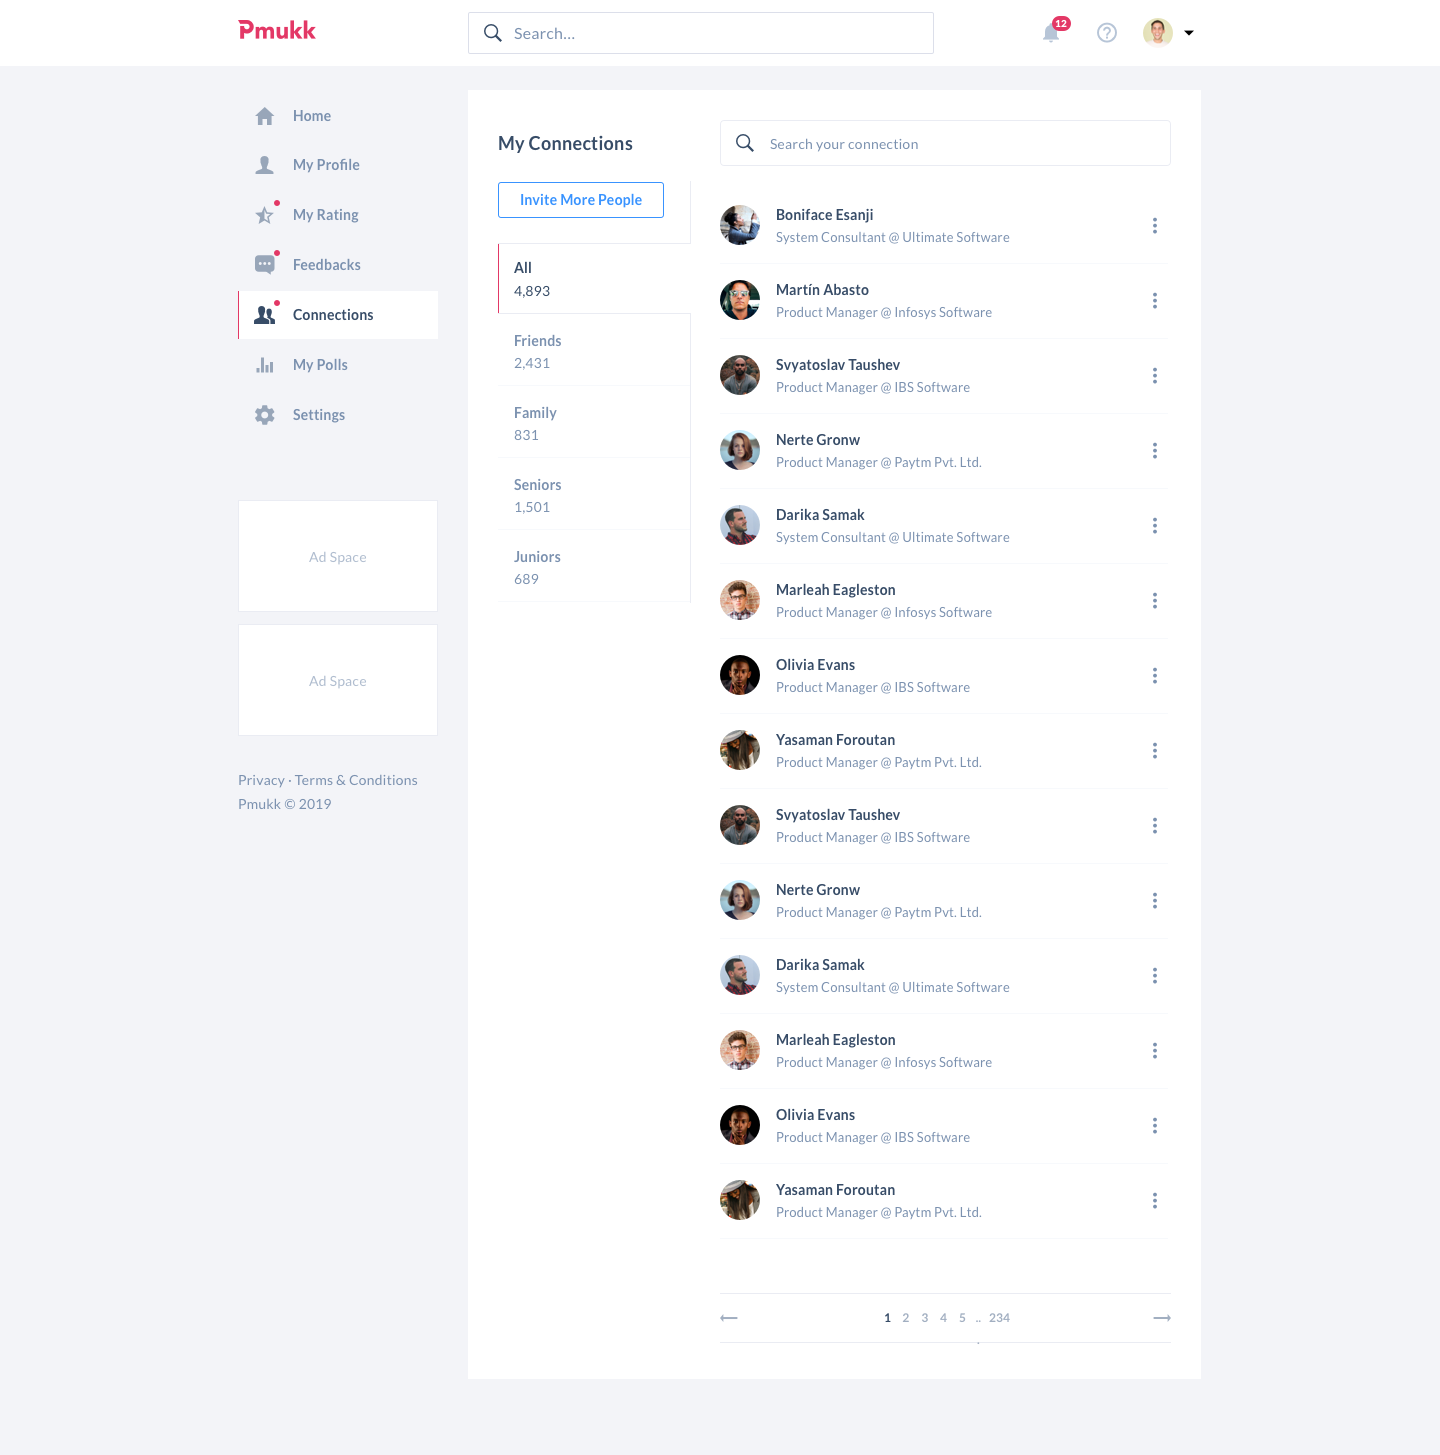 Pmukk
Search...
12
Home
My Profile
My Rating
Feedbacks
Connections
My Polls
Settings
Ad Space
Ad Space
Privacy · Terms & Conditions
Pmukk © 2019
My Connections
Invite More People
All
4,893
Friends
2,431
Family
831
Seniors
1,501
Juniors
689
Search your connection
Boniface Esanji
System Consultant @ Ultimate Software
Martín Abasto
Product Manager @ Infosys Software
Svyatoslav Taushev
Product Manager @ IBS Software
Nerte Gronw
Product Manager @ Paytm Pvt. Ltd.
Darika Samak
System Consultant @ Ultimate Software
Marleah Eagleston
Product Manager @ Infosys Software
Olivia Evans
Product Manager @ IBS Software
Yasaman Foroutan
Product Manager @ Paytm Pvt. Ltd.
Svyatoslav Taushev
Product Manager @ IBS Software
Nerte Gronw
Product Manager @ Paytm Pvt. Ltd.
Darika Samak
System Consultant @ Ultimate Software
Marleah Eagleston
Product Manager @ Infosys Software
Olivia Evans
Product Manager @ IBS Software
Yasaman Foroutan
Product Manager @ Paytm Pvt. Ltd.
1 2 3 4 5 .. 234